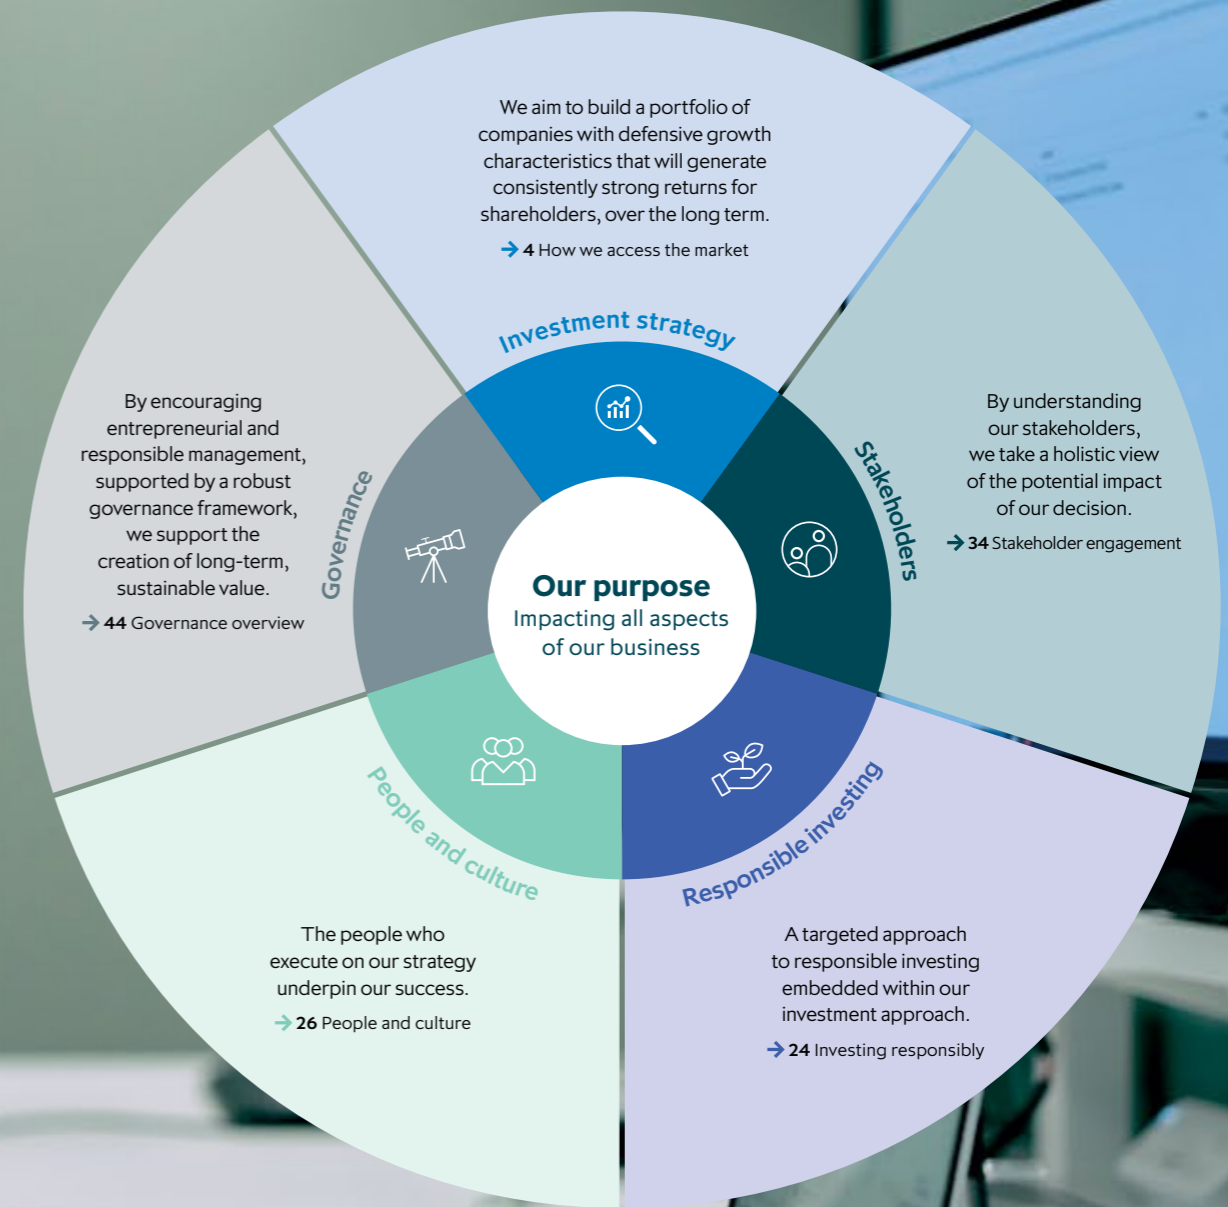 We aim to build a portfolio of
companies with defensive growth
characteristics that will generate
consistently strong returns for
shareholders, over the long term.
→ 4 How we access the market
Investment strategy
By understanding
our stakeholders,
we take a holistic view
of the potential impact
of our decision.
→ 34 Stakeholder engagement
Stakeholders
A targeted approach
to responsible investing
embedded within our
investment approach.
→ 24 Investing responsibly
Responsible investing
The people who
execute on our strategy
underpin our success.
→ 26 People and culture
People and culture
By encouraging
entrepreneurial and
responsible management,
supported by a robust
governance framework,
we support the
creation of long-term,
sustainable value.
→ 44 Governance overview
Governance
Our purpose
Impacting all aspects
of our business